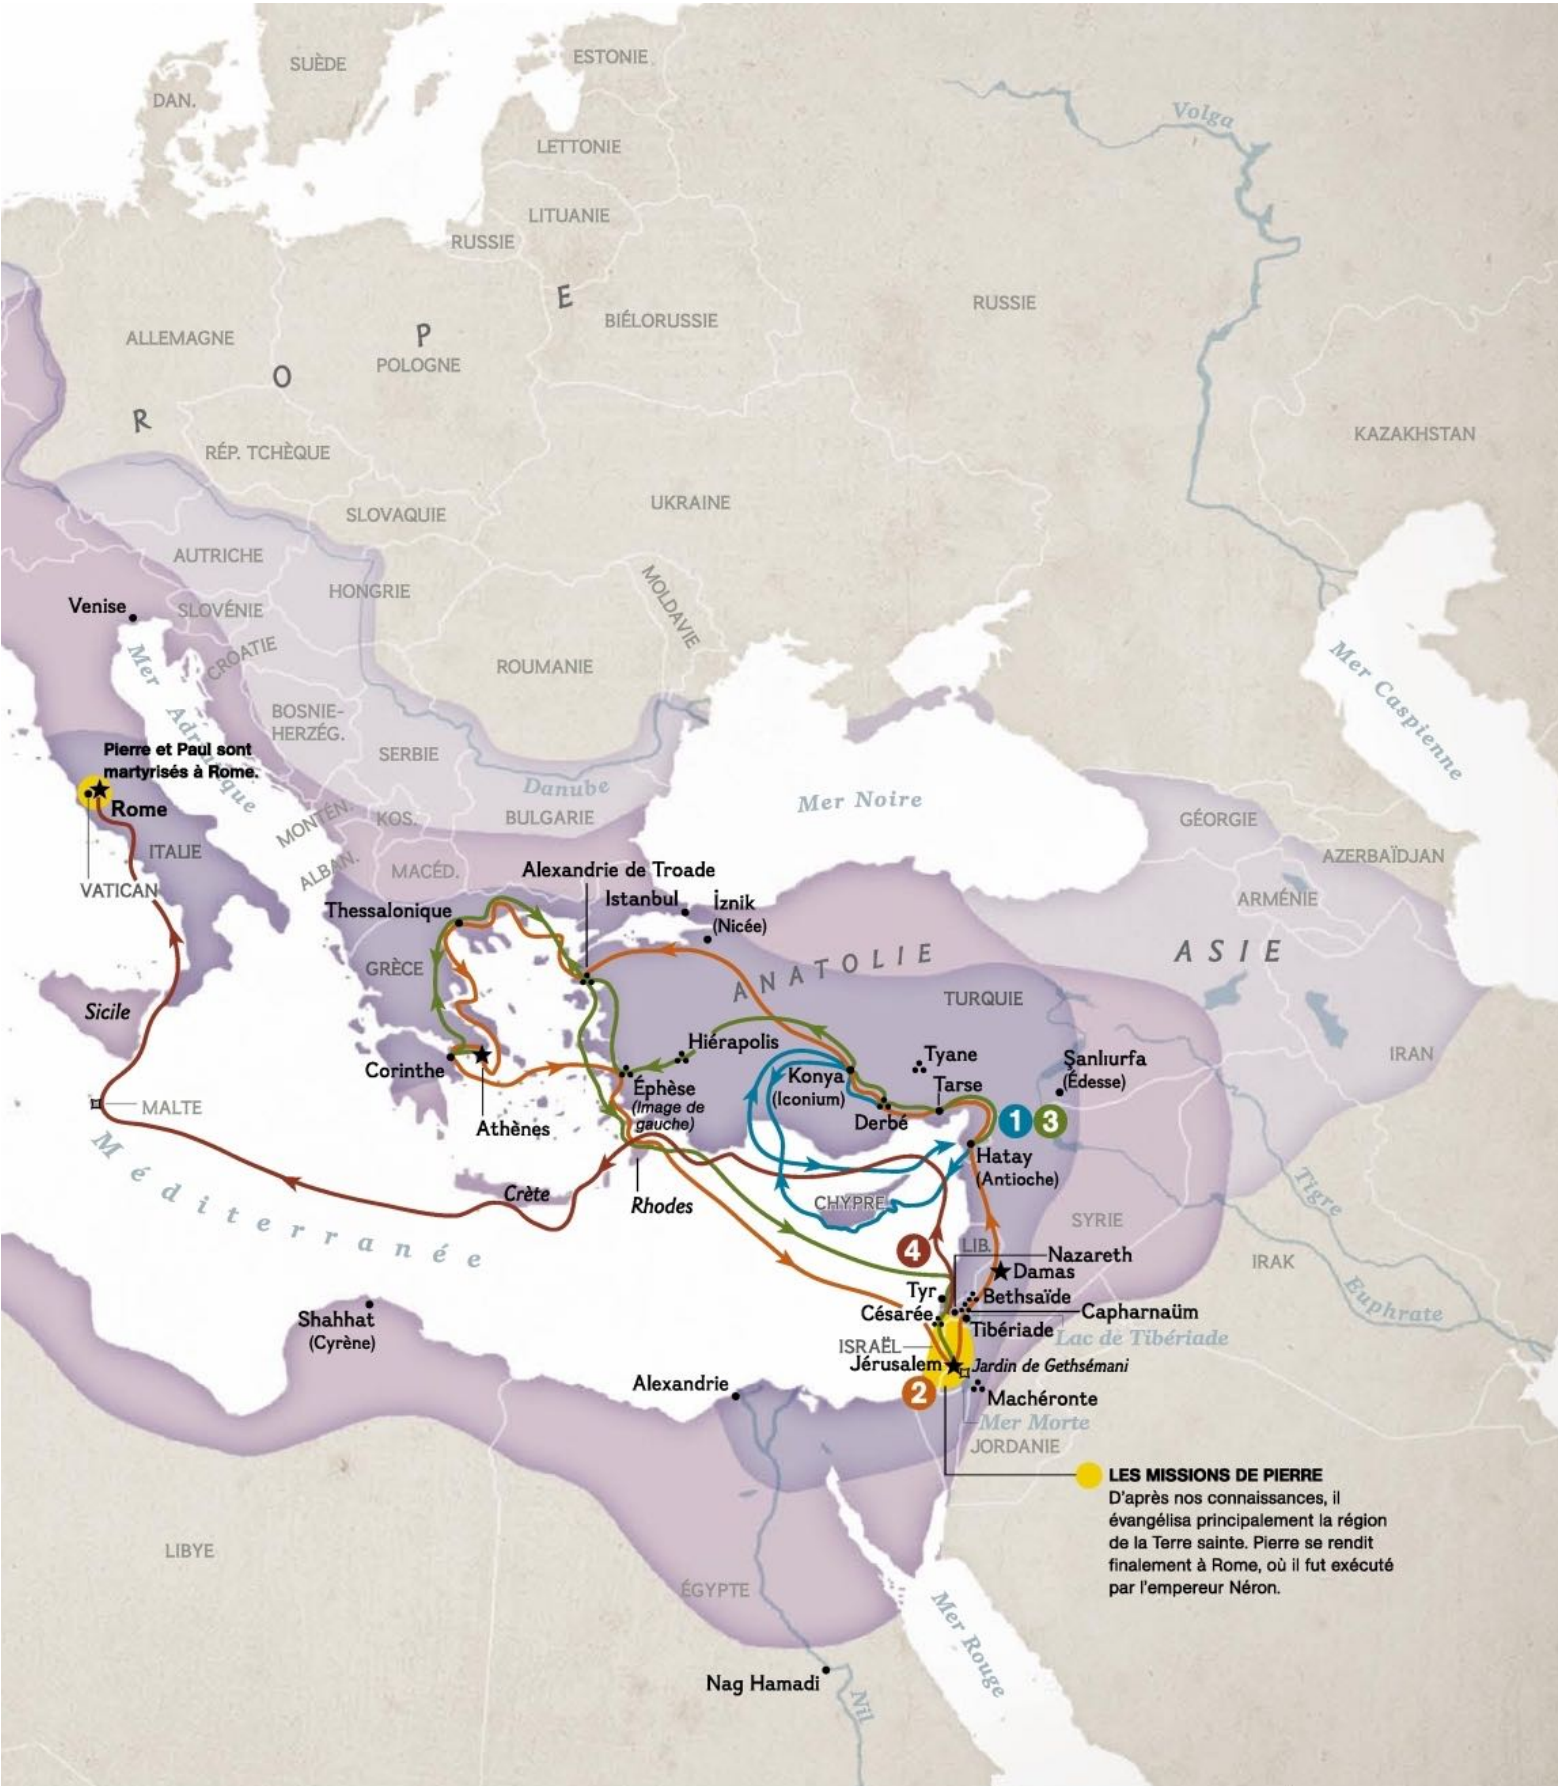 SUÈDE
ESTONIE
DAN.
Volga
LETTONIE
LITUANIE
RUSSIE
E
RUSSIE
BIÉLORUSSIE
P
ALLEMAGNE
POLOGNE
O
R
KAZAKHSTAN
RÉP. TCHÈQUE
UKRAINE
SLOVAQUIE
AUTRICHE
HONGRIE
MOLDAVIE
Venise
SLOVÉNIE
CROATIE
Mer
Adriatique
ROUMANIE
Mer Caspienne
BOSNIE-
HERZÉG.
SERBIE
Pierre et Paul sont
martyrisés à Rome.
Danube
Mer Noire
Rome
MONTÉN.
KOS.
BULGARIE
GÉORGIE
ITALIE
ALBAN.
MACÉD.
AZERBAÏDJAN
VATICAN
Alexandrie de Troade
Istanbul
İznik
(Nicée)
ARMÉNIE
Thessalonique
ANATOLIE
ASIE
GRÈCE
TURQUIE
Sicile
Hiérapolis
Tyane
Şanlıurfa
(Édesse)
IRAN
Corinthe
Konya
(Iconium)
Tarse
Éphèse
(Image de
gauche)
MALTE
Athènes
Derbé
1 3
Hatay
(Antioche)
Méditerranée
Crète
Rhodes
CHYPRE
Tigre
SYRIE
4
LIB.
Nazareth
IRAK
Damas
Tyr
Bethsaïde
Euphrate
Césarée
Capharnaüm
Shahhat
(Cyrène)
Tibériade
Lac de Tibériade
ISRAËL
Jérusalem
Jardin de Gethsémani
Alexandrie
2
Machéronte
Mer Morte
JORDANIE
LES MISSIONS DE PIERRE
D'après nos connaissances, il
évangélisa principalement la région
de la Terre sainte. Pierre se rendit
finalement à Rome, où il fut exécuté
par l'empereur Néron.
LIBYE
ÉGYPTE
Mer Rouge
Nag Hamadi
Nil